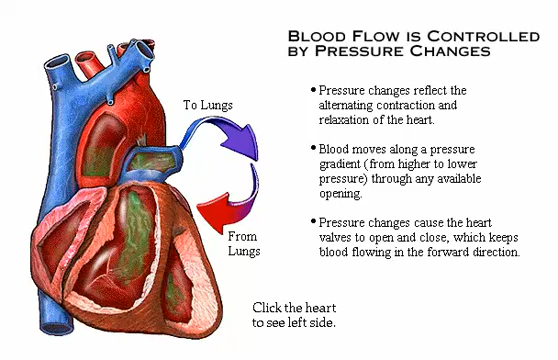 BLOOD FLOW IS CONTROLLED
BY PRESSURE CHANGES
To Lungs
From
Lungs
• Pressure changes reflect the
alternating contraction and
relaxation of the heart.
• Blood moves along a pressure
gradient (from higher to lower
pressure) through any available
opening.
• Pressure changes cause the heart
valves to open and close, which keeps
blood flowing in the forward direction.
Click the heart
to see left side.